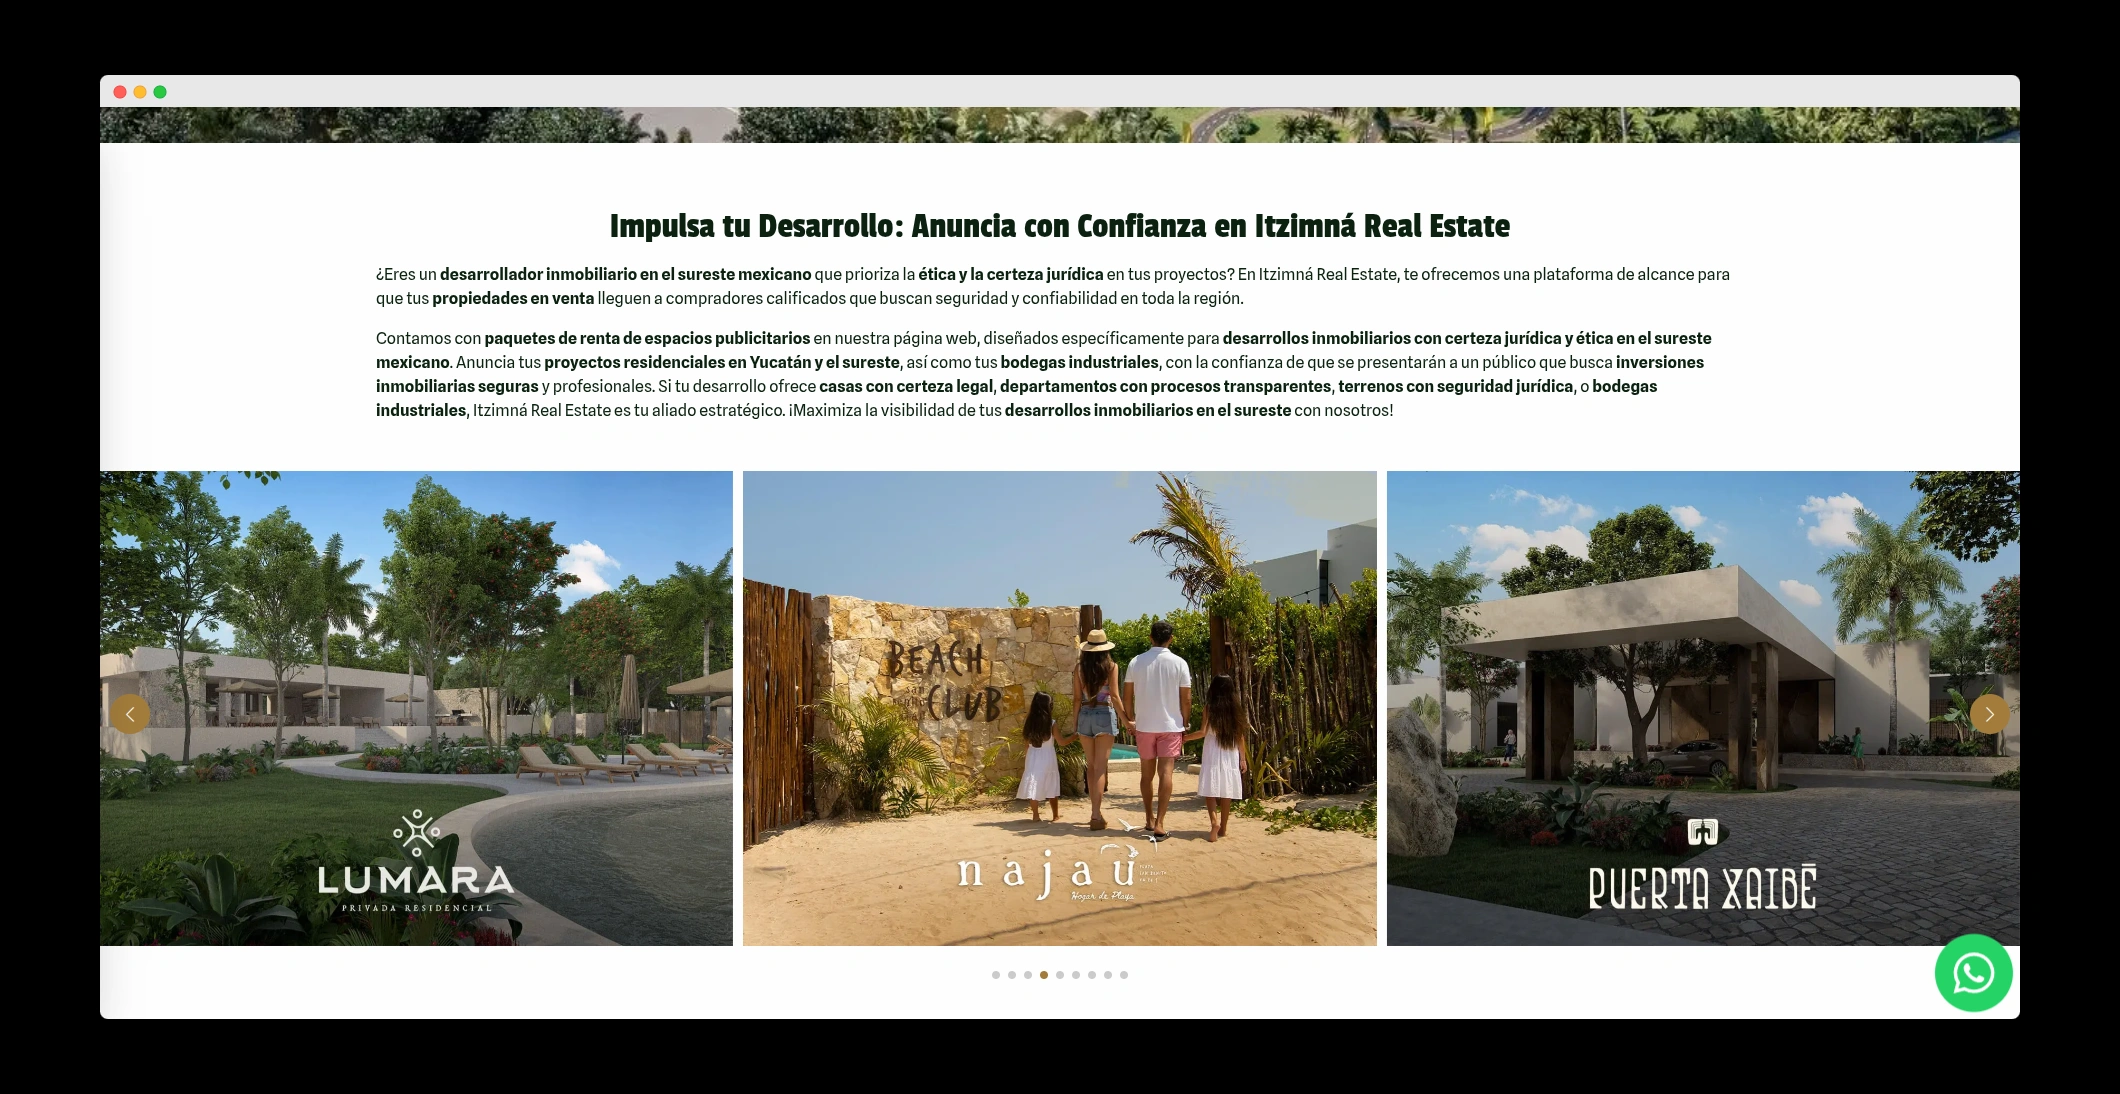 Impulsa tu Desarrollo: Anuncia con Confianza en Itzimná Real Estate
¿Eres un desarrollador inmobiliario en el sureste mexicano que prioriza la ética y la certeza jurídica en tus proyectos? En Itzimná Real Estate, te ofrecemos una plataforma de alcance para
que tus propiedades en venta lleguen a compradores calificados que buscan seguridad y confiabilidad en toda la región.
Contamos con paquetes de renta de espacios publicitarios en nuestra página web, diseñados específicamente para desarrollos inmobiliarios con certeza jurídica y ética en el sureste
mexicano. Anuncia tus proyectos residenciales en Yucatán y el sureste, así como tus bodegas industriales, con la confianza de que se presentarán a un público que busca inversiones
inmobiliarias seguras y profesionales. Si tu desarrollo ofrece casas con certeza legal, departamentos con procesos transparentes, terrenos con seguridad jurídica, o bodegas
industriales, Itzimná Real Estate es tu aliado estratégico. ¡Maximiza la visibilidad de tus desarrollos inmobiliarios en el sureste con nosotros!
LUMARA
PRIVADA RESIDENCIAL
BEACH
CLUB
najaú
Hogar de Playa
PUERTA XAIBĒ